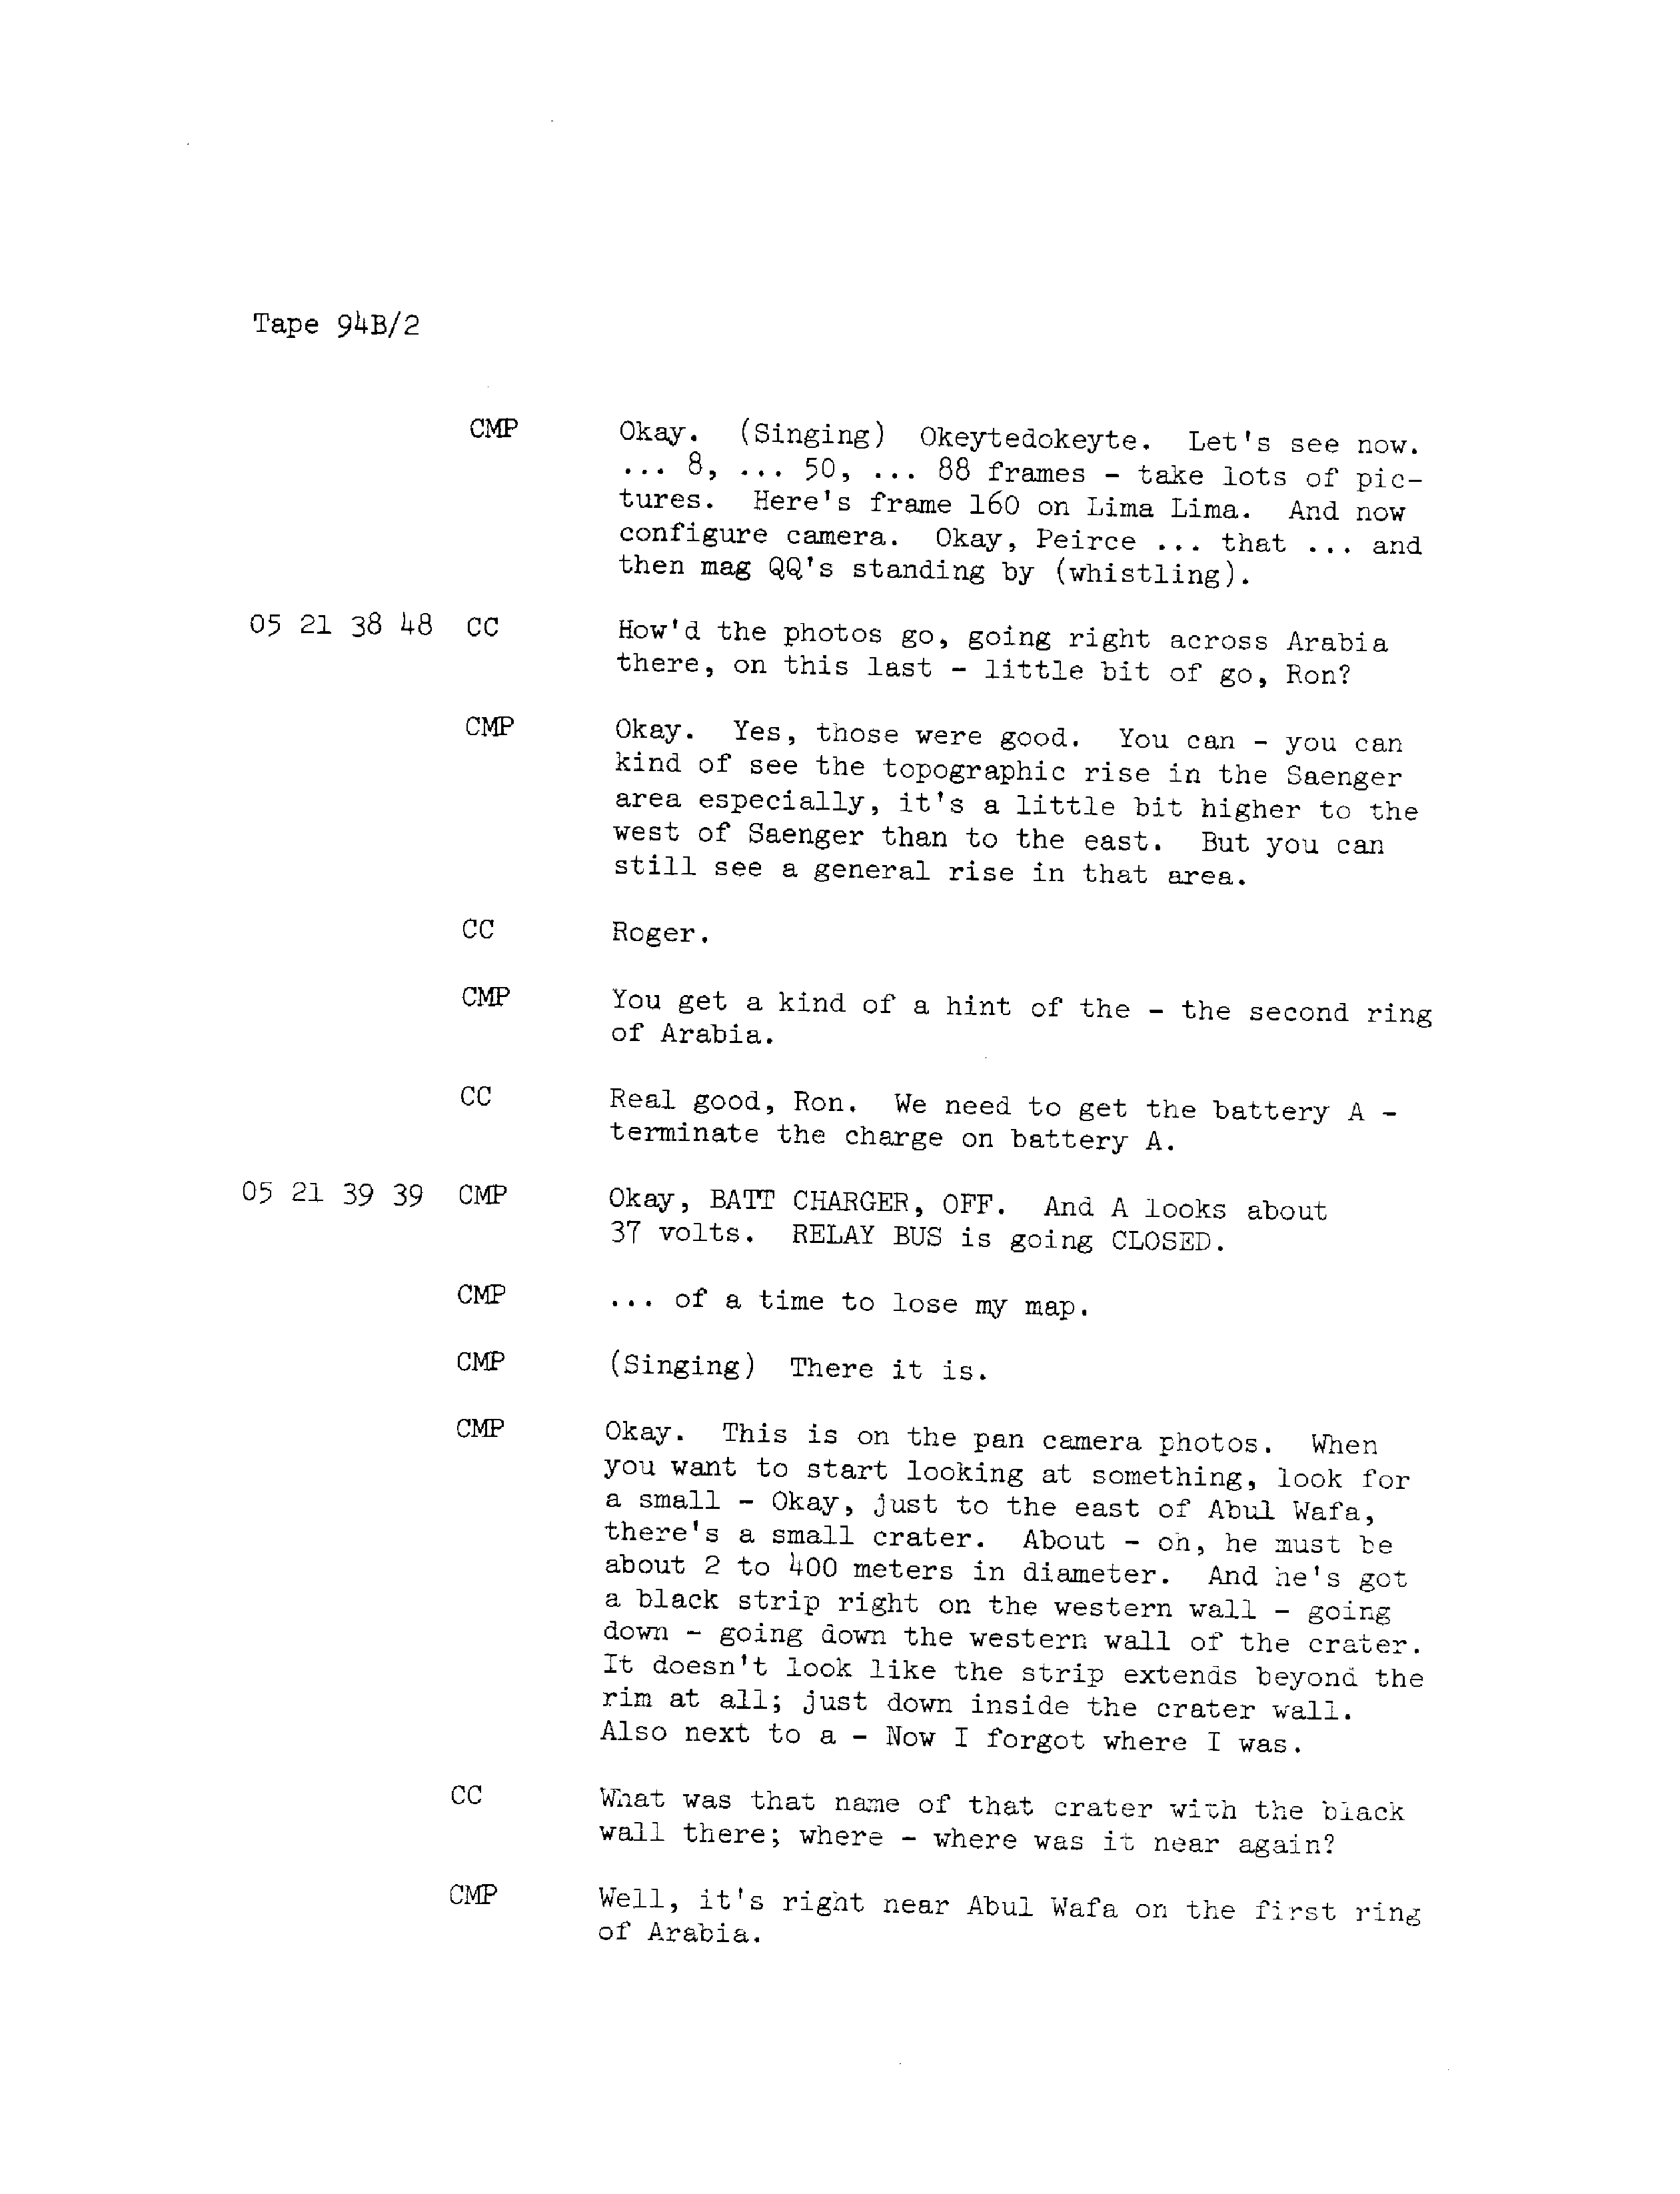 Tape 94B/2
CMP Okay. (Singing) Okeytedokeyte. Let's see now.
... 8, ... 50, ... 88 frames - take lots of pic-
tures. Here's frame 160 on Lima Lima. And now
configure camera. Okay, Peirce ... that ... and
then mag QQ's standing by (whistling).
05 21 38 48 CC How'd the photos go, going right across Arabia
there, on this last - little bit of go, Ron?
CMP Okay. Yes, those were good. You can - you can
kind of see the topographic rise in the Saenger
area especially, it's a little bit higher to the
west of Saenger than to the east. But you can
still see a general rise in that area.
CC Roger.
CMP You get a kind of a hint of the - the second ring
of Arabia.
CC Real good, Ron. We need to get the battery A -
terminate the charge on battery A.
05 21 39 39 CMP Okay, BATT CHARGER, OFF. And A looks about
37 volts. RELAY BUS is going CLOSED.
CMP ... of a time to lose my map.
CMP (Singing) There it is.
CMP Okay. This is on the pan camera photos. When
you want to start looking at something, look for
a small - Okay, just to the east of Abul Wafa,
there's a small crater. About - oh, he must be
about 2 to 400 meters in diameter. And he's got
a black strip right on the western wall - going
down - going down the western wall of the crater.
It doesn't look like the strip extends beyond the
rim at all; just down inside the crater wall.
Also next to a - Now I forgot where I was.
CC What was that name of that crater with the black
wall there; where - where was it near again?
CMP Well, it's right near Abul Wafa on the first ring
of Arabia.